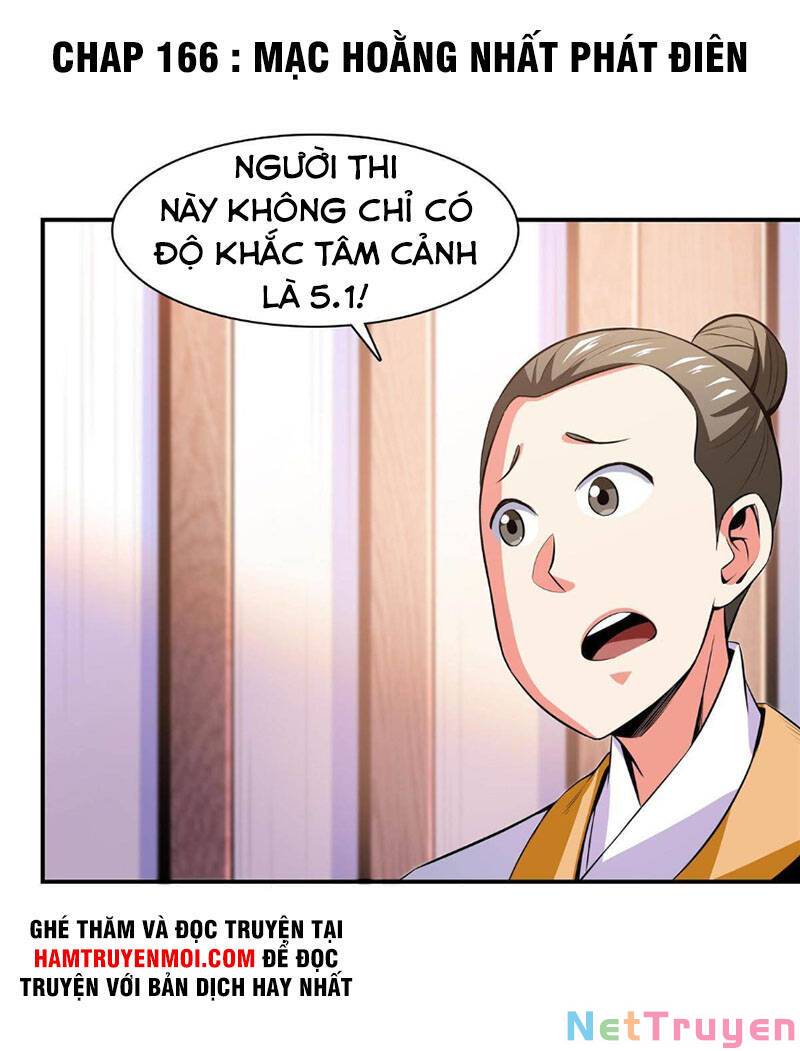 CHAP 166 : MẠC HOẰNG NHẤT PHÁT ĐIÊN
NGƯỜI THI
NÀY KHÔNG CHỈ CÓ
ĐỘ KHẮC TÂM CẢNH
LÀ 5.1!
GHÉ THĂM VÀ ĐỌC TRUYỆN TẠI
HAMTRUYENMOI.COM ĐỂ ĐỌC
TRUYỆN VỚI BẢN DỊCH HAY NHẤT
NetTruyen